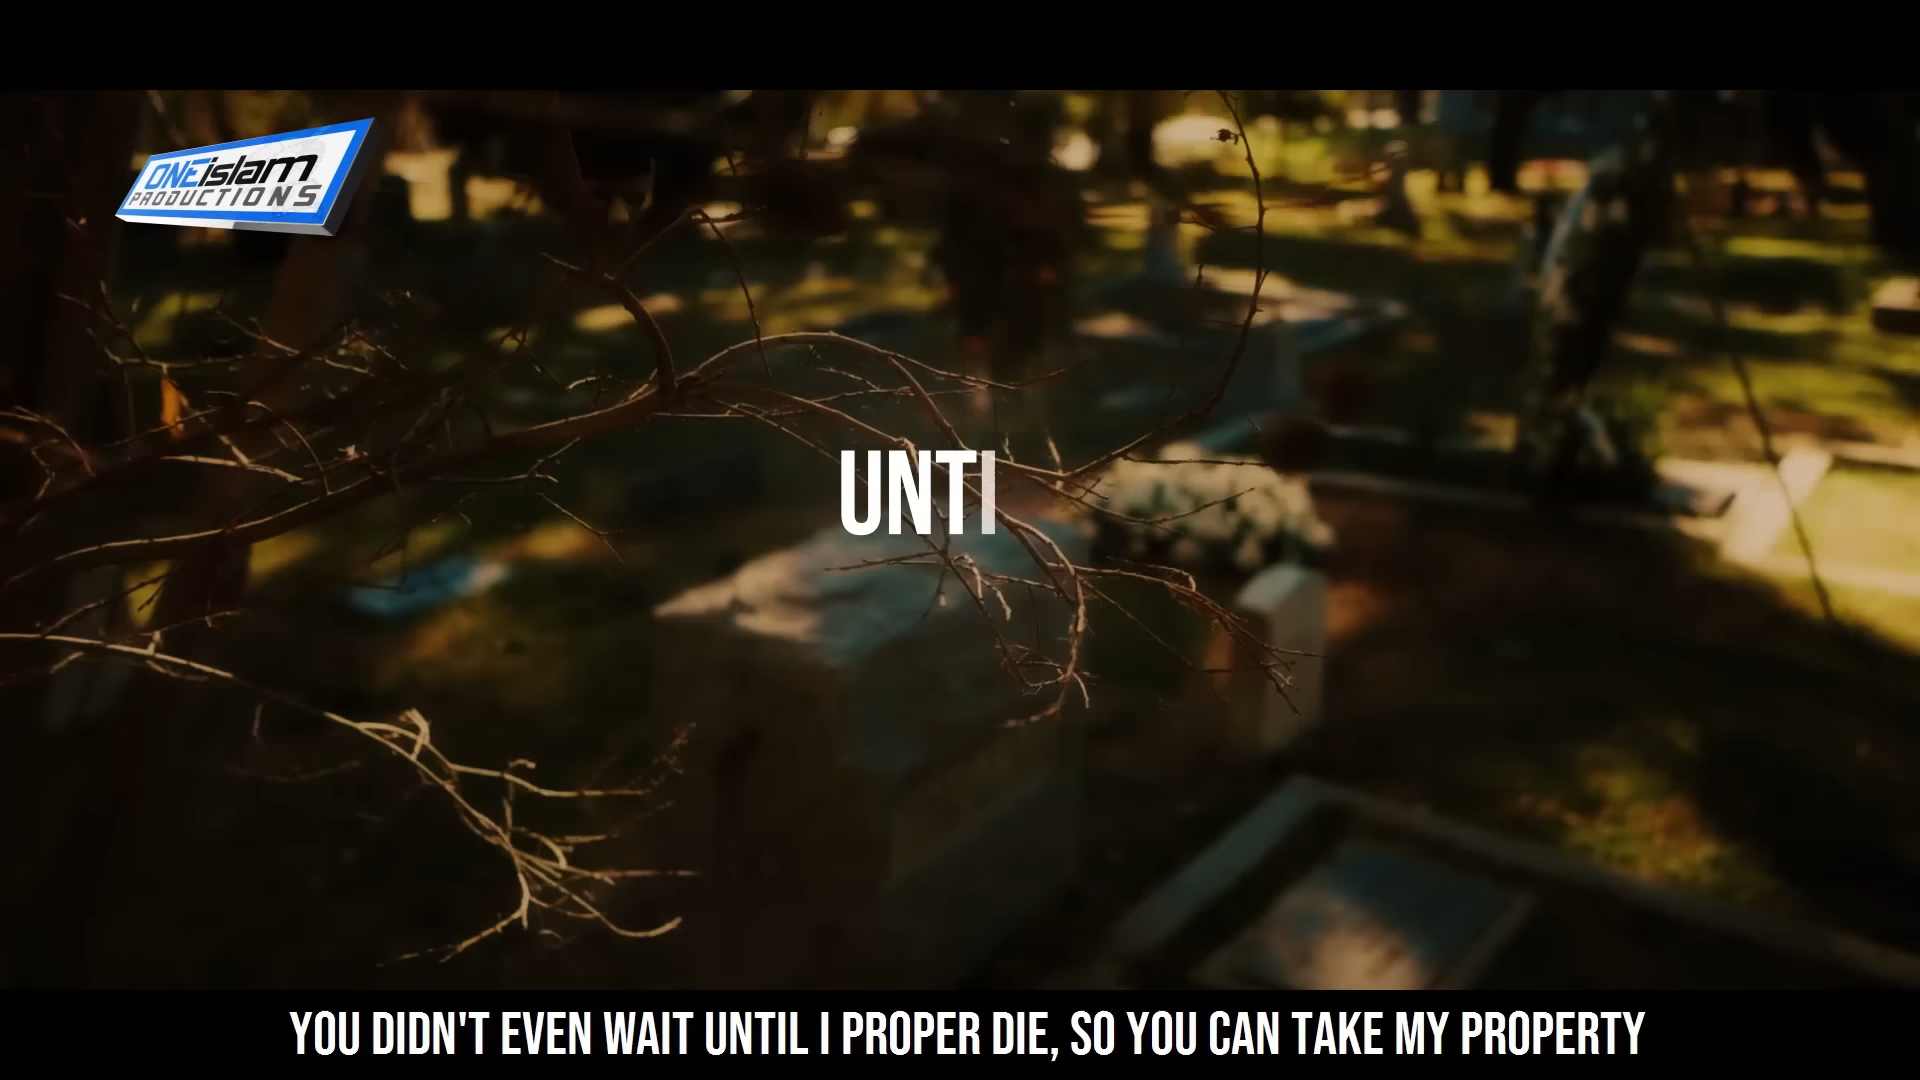 ONEislam
PRODUCTIONS
UNTI
YOU DIDN'T EVEN WAIT UNTIL I PROPER DIE, SO YOU CAN TAKE MY PROPERTY